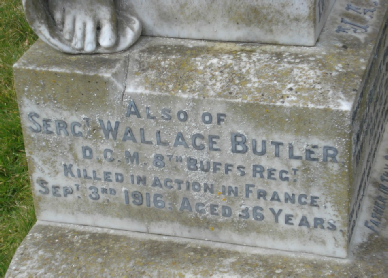 ALSO OF
SERGT WALLACE BUTLER
D.C.M. 8TH BUFFS REGT
KILLED IN ACTION IN FRANCE
SEPT 3RD 1916. AGED 36 YEARS